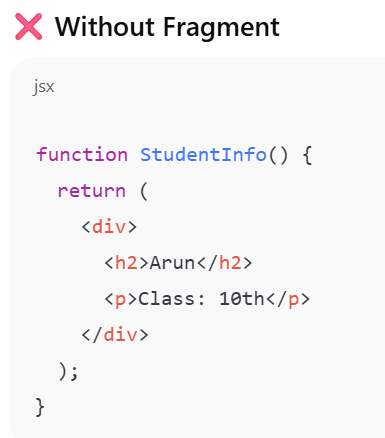 ❌ Without Fragment
jsx
function StudentInfo() {
  return (
    <div>
      <h2>Arun</h2>
      <p>Class: 10th</p>
    </div>
  );
}